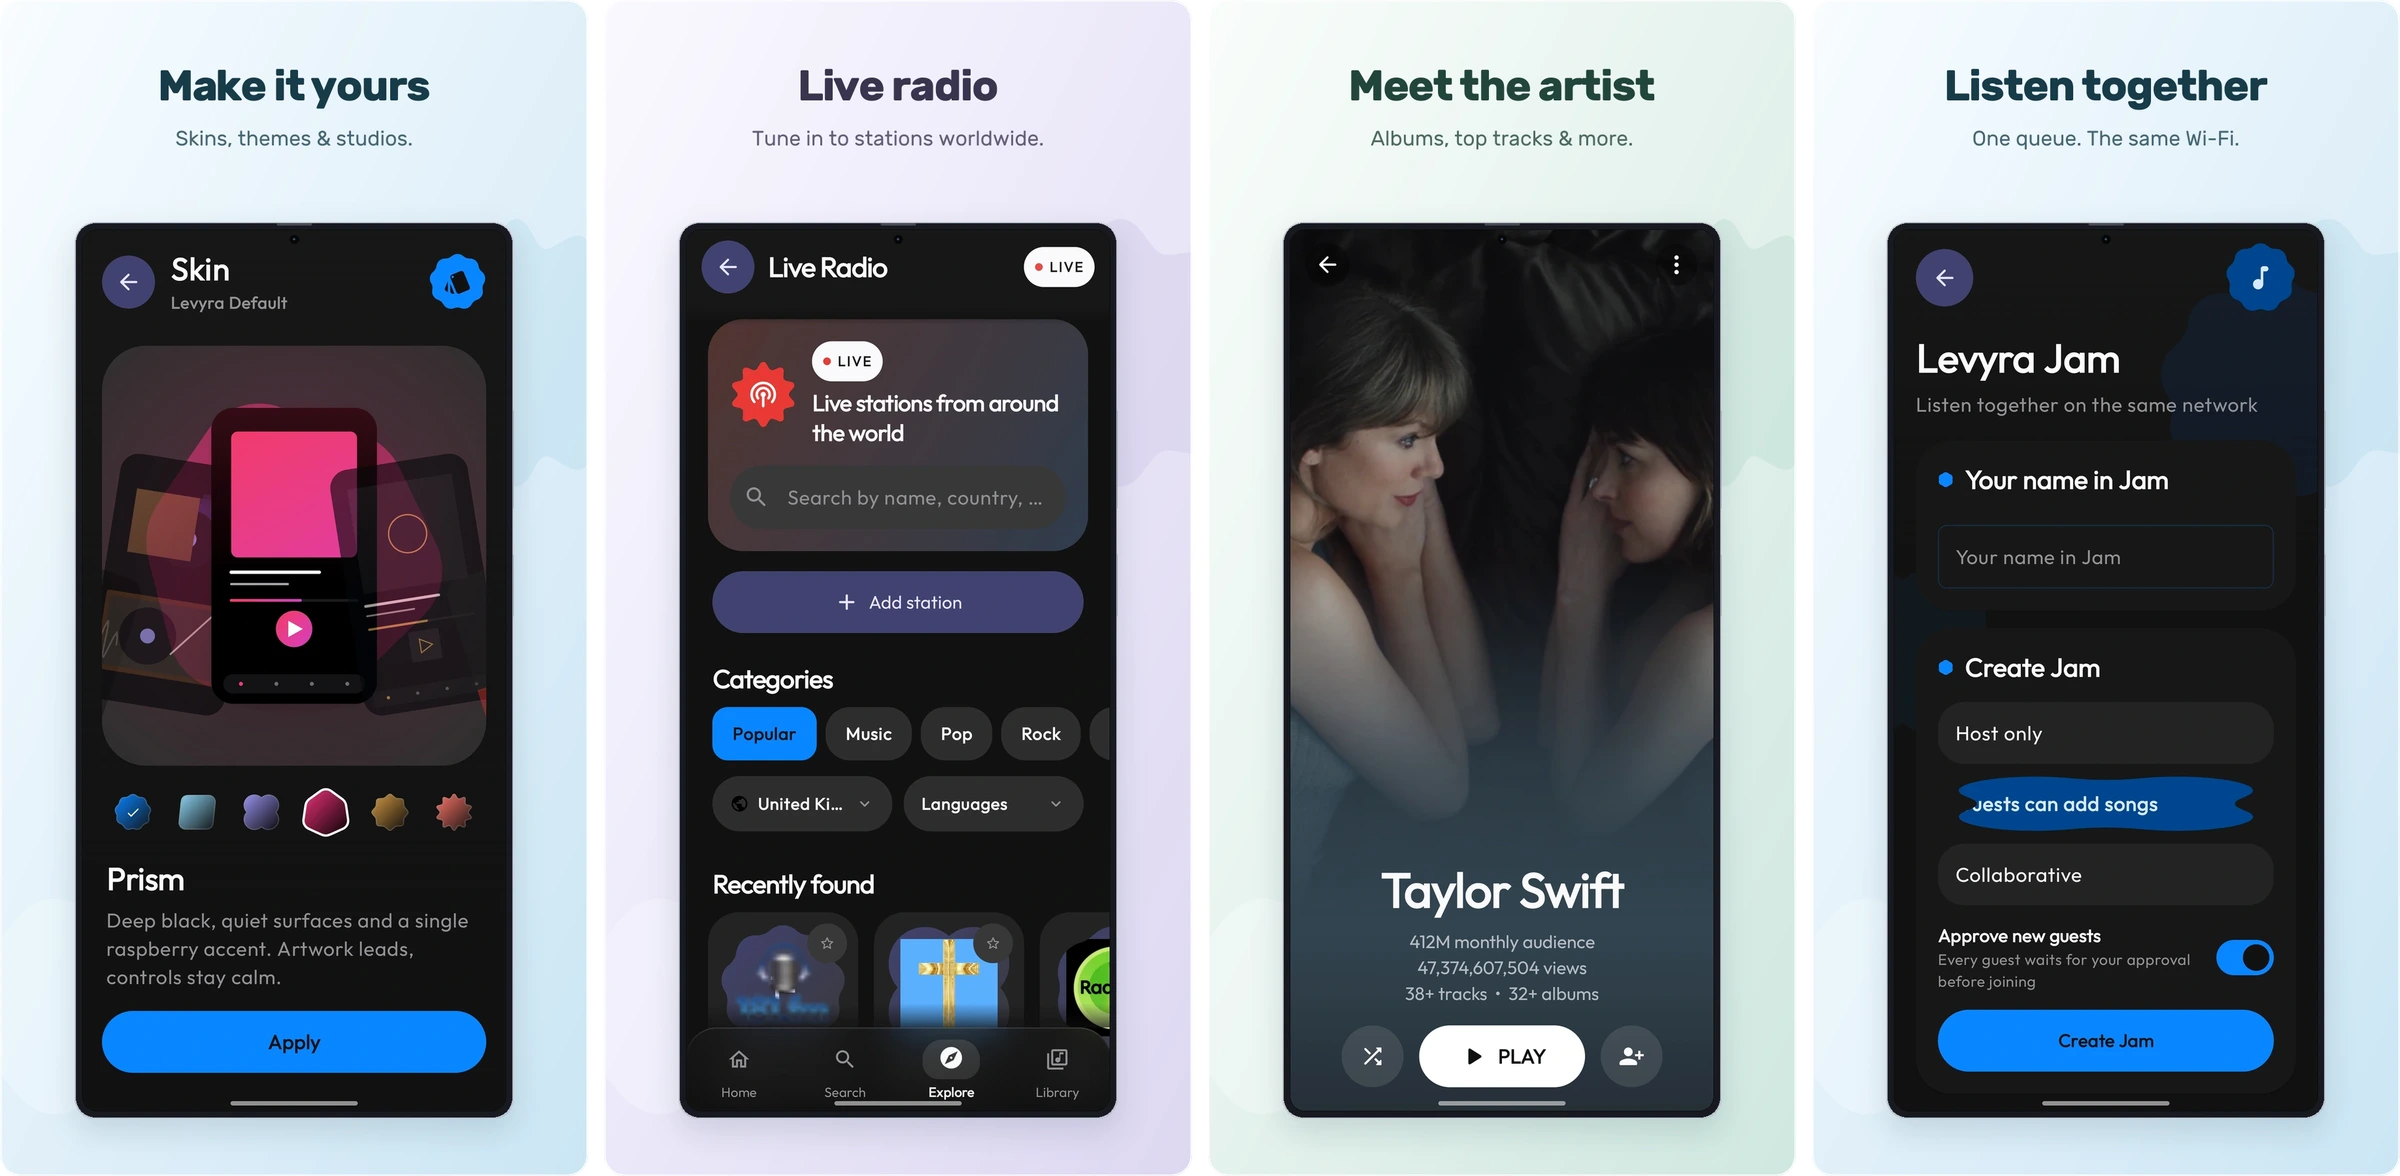 Make it yours
Skins, themes & studios.
Skin
Levyra Default
Prism
Deep black, quiet surfaces and a single
raspberry accent. Artwork leads,
controls stay calm.
Apply
Live radio
Tune in to stations worldwide.
Live Radio
LIVE
LIVE
Live stations from around
the world
Search by name, country, ...
Add station
Categories
Popular
Music
Pop
Rock
United Ki...
Languages
Recently found
Home
Search
Explore
Library
Meet the artist
Albums, top tracks & more.
Taylor Swift
412M monthly audience
47,374,607,504 views
38+ tracks • 32+ albums
PLAY
Listen together
One queue. The same Wi-Fi.
Levyra Jam
Listen together on the same network
Your name in Jam
Your name in Jam
Create Jam
Host only
uests can add songs
Collaborative
Approve new guests
Every guest waits for your approval
before joining
Create Jam